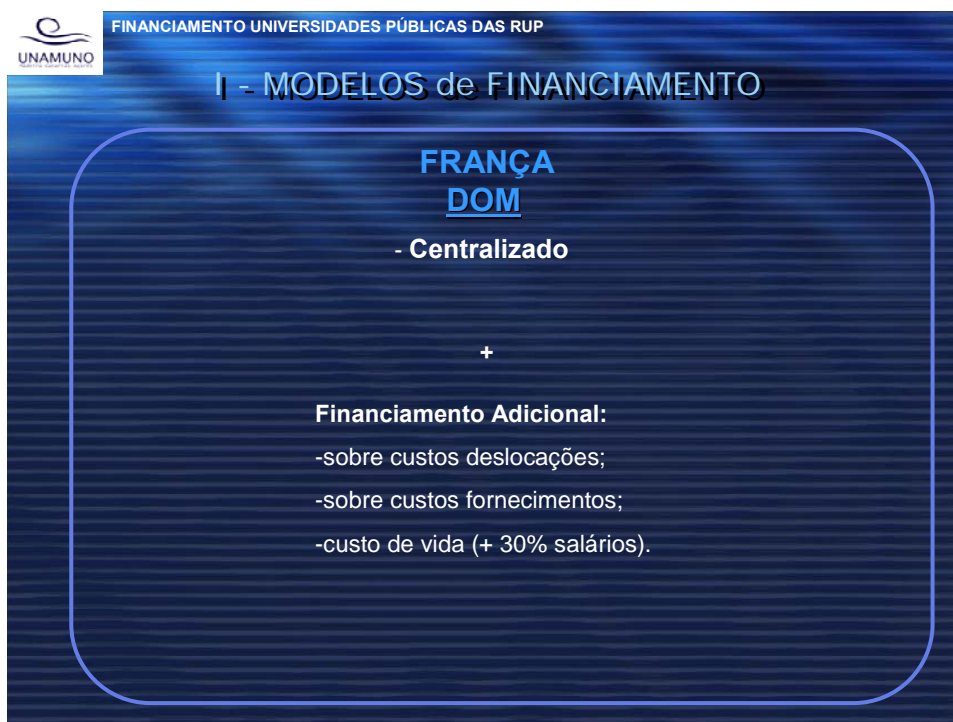 FINANCIAMENTO UNIVERSIDADES PÚBLICAS DAS RUP
UNAMUNO
I - MODELOS de FINANCIAMENTO
FRANÇA
DOM
- Centralizado
+
Financiamento Adicional:
-sobre custos deslocações;
-sobre custos fornecimentos;
-custo de vida (+ 30% salários).